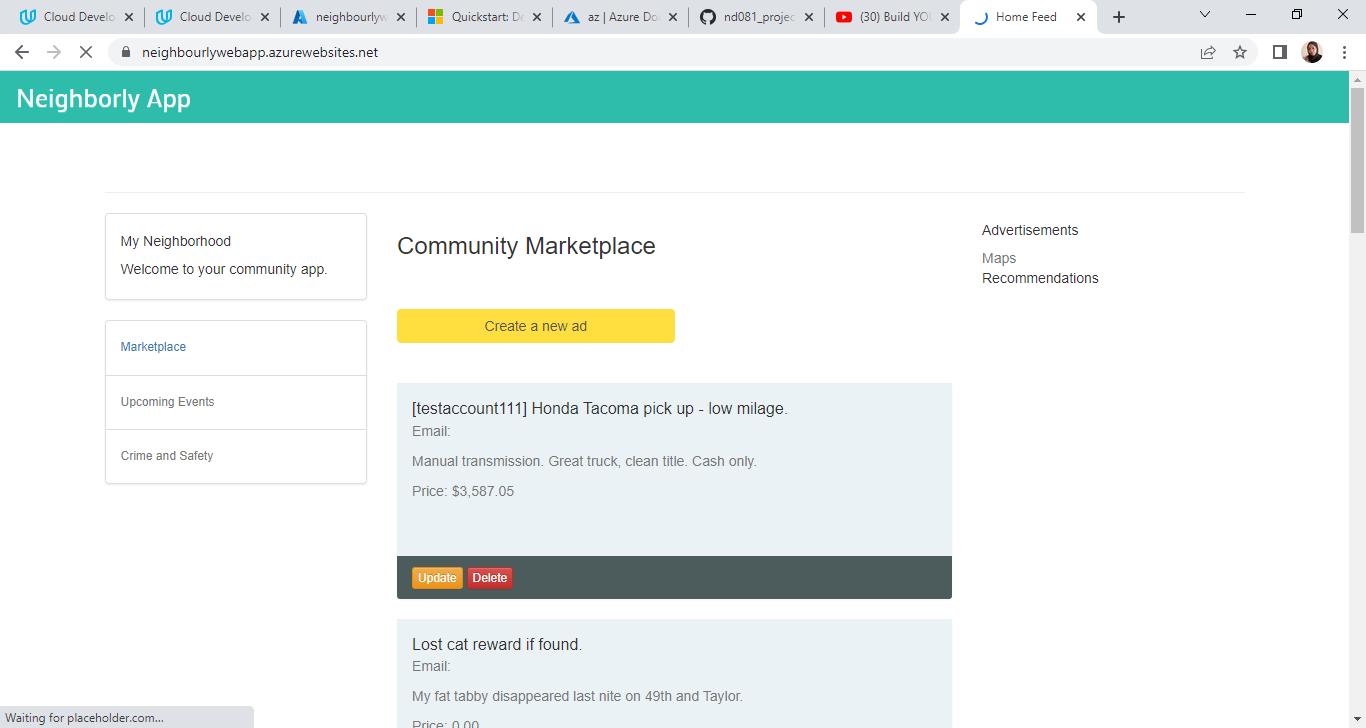 Cloud Develo
Cloud Develo
neighbourlyw
Quickstart: De
az | Azure Do
nd081_projec
(30) Build YOU
Home Feed
neighbourlywebapp.azurewebsites.net
Neighborly App
My Neighborhood
Welcome to your community app.
Marketplace
Upcoming Events
Crime and Safety
Community Marketplace
Create a new ad
[testaccount111] Honda Tacoma pick up - low milage.
Email:
Manual transmission. Great truck, clean title. Cash only.
Price: $3,587.05
Update Delete
Lost cat reward if found.
Email:
My fat tabby disappeared last nite on 49th and Taylor.
Price: 0.00
Advertisements
Maps
Recommendations
Waiting for placeholder.com...